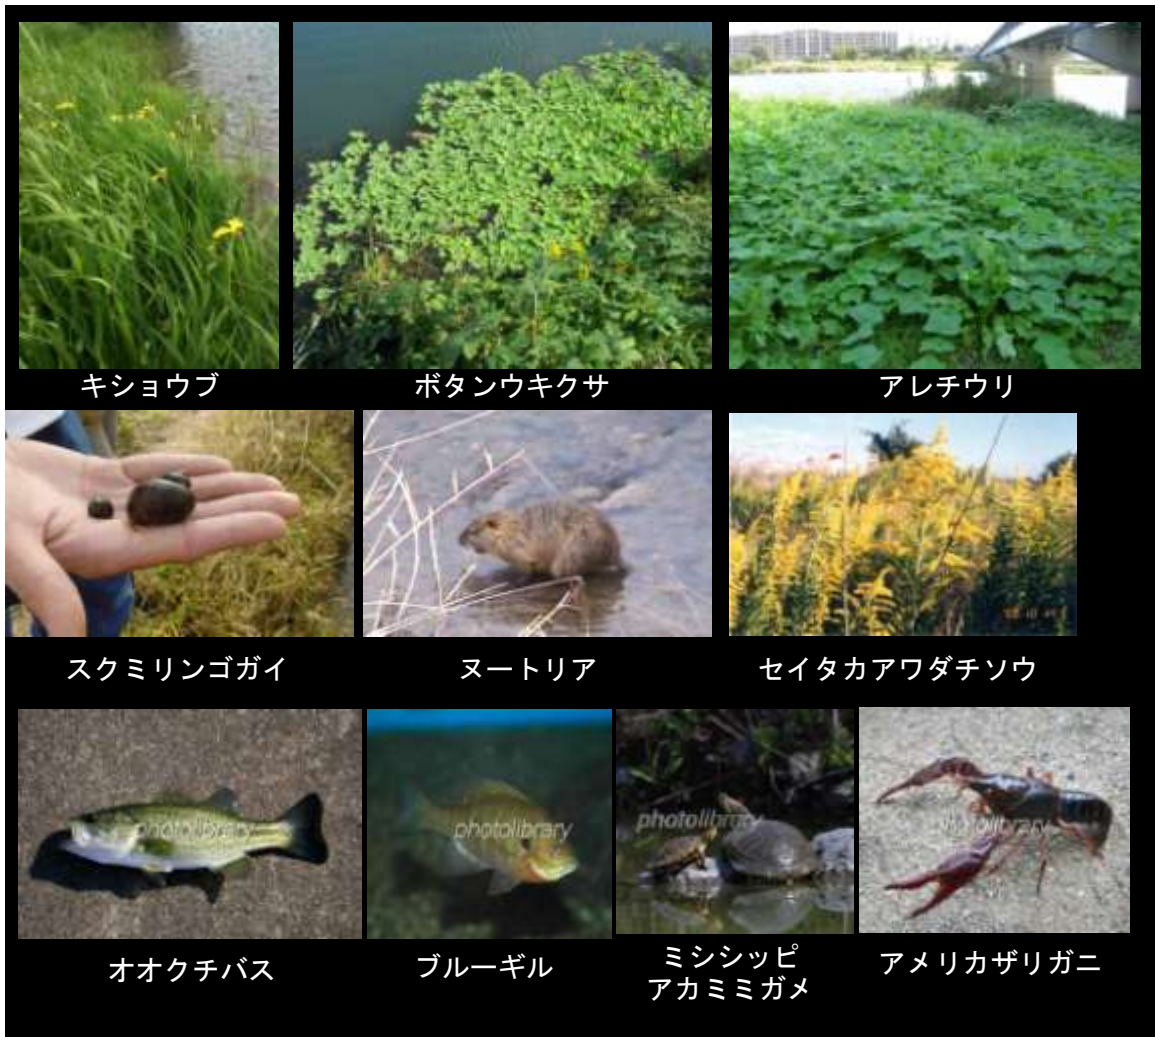 キショウブ
ボタンウキクサ
アレチウリ
スクミリンゴガイ
ヌートリア
セイタカアワダチソウ
photolibrary
photolibrary
photolibrary
photolibrary
オオクチバス
ブルーギル
ミシシッピ
アカミミガメ
アメリカザリガニ